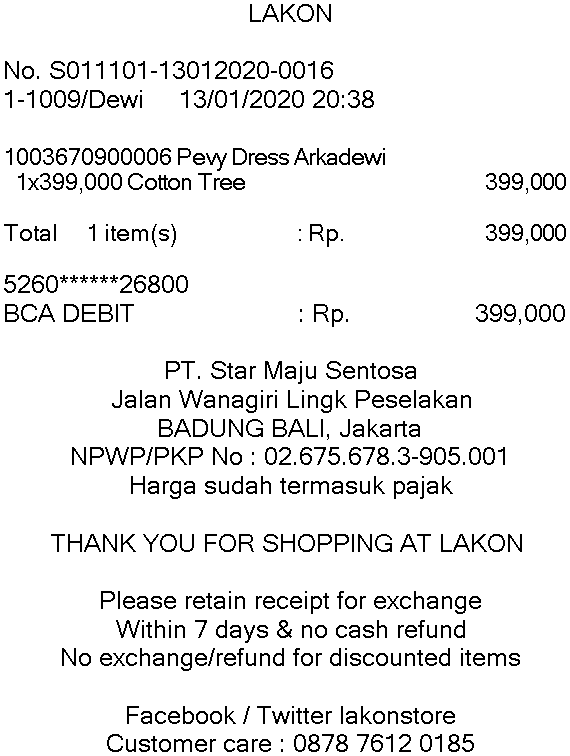 LAKON
No. S011101-13012020-0016
1-1009/Dewi 13/01/2020 20:38
1003670900006 Pevy Dress Arkadewi
1x399,000 Cotton Tree 399,000
Total 1 item(s) : Rp. 399,000
5260******26800
BCA DEBIT : Rp. 399,000
PT. Star Maju Sentosa
Jalan Wanagiri Lingk Peselakan
BADUNG BALI, Jakarta
NPWP/PKP No : 02.675.678.3-905.001
Harga sudah termasuk pajak
THANK YOU FOR SHOPPING AT LAKON
Please retain receipt for exchange
Within 7 days & no cash refund
No exchange/refund for discounted items
Facebook / Twitter lakonstore
Customer care : 0878 7612 0185